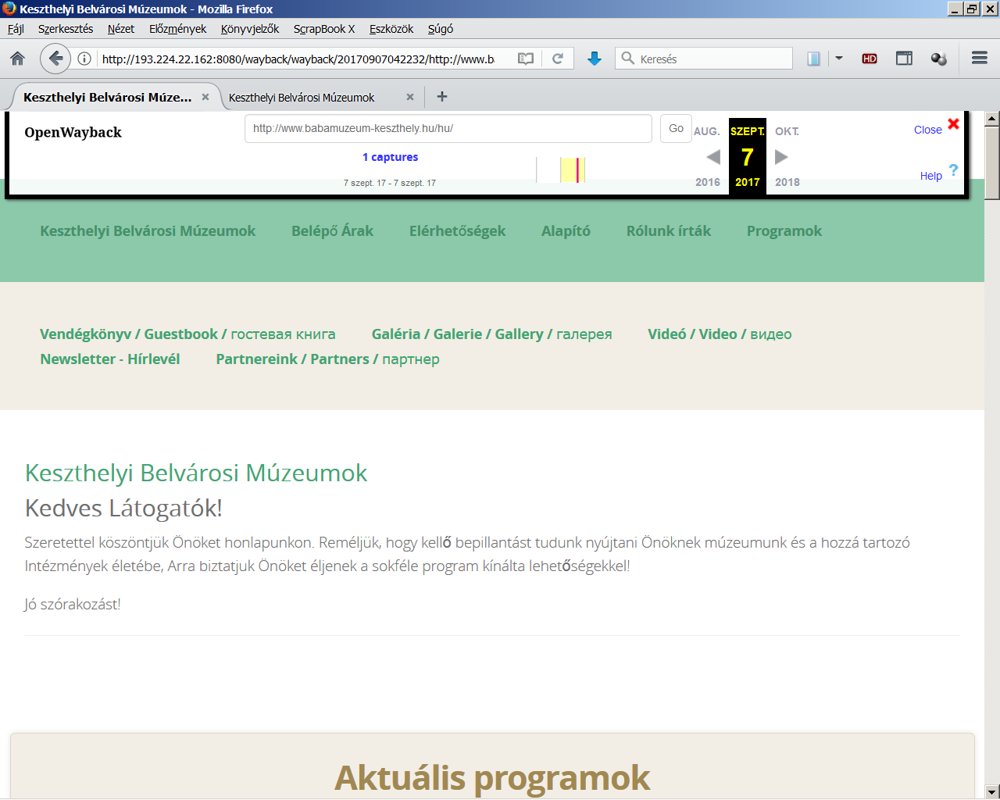 Keszthelyi Belvárosi Múzeumok - Mozilla Firefox
Fájl Szerkesztés Nézet Előzmények Könyvjelzők ScrapBook X Eszközök Súgó
http://193.224.22.162:8080/wayback/wayback/20170907042232/http://www.ba Keresés HD
Keszthelyi Belvárosi Múze... Keszthelyi Belvárosi Múzeumok
OpenWayback http://www.babamuzeum-keszthely.hu/hu/ Go AUG. SZEPT. OKT. Close
1 captures 7
7 szept. 17 - 7 szept. 17 2016 2017 2018 Help
Keszthelyi Belvárosi Múzeumok Belépő Árak Elérhetőségek Alapító Rólunk írták Programok
Vendégkönyv / Guestbook / гостевая книга Galéria / Galerie / Gallery / галерея Videó / Video / видео
Newsletter - Hírlevél Partnereink / Partners / партнер
Keszthelyi Belvárosi Múzeumok
Kedves Látogatók!
Szeretettel köszöntjük Önöket honlapunkon. Reméljük, hogy kellő bepillantást tudunk nyújtani Önöknek múzeumunk és a hozzá tartozó
Intézmények életébe, Arra biztatjuk Önöket éljenek a sokféle program kínálta lehetőségekkel!
Jó szórakozást!
Aktuális programok